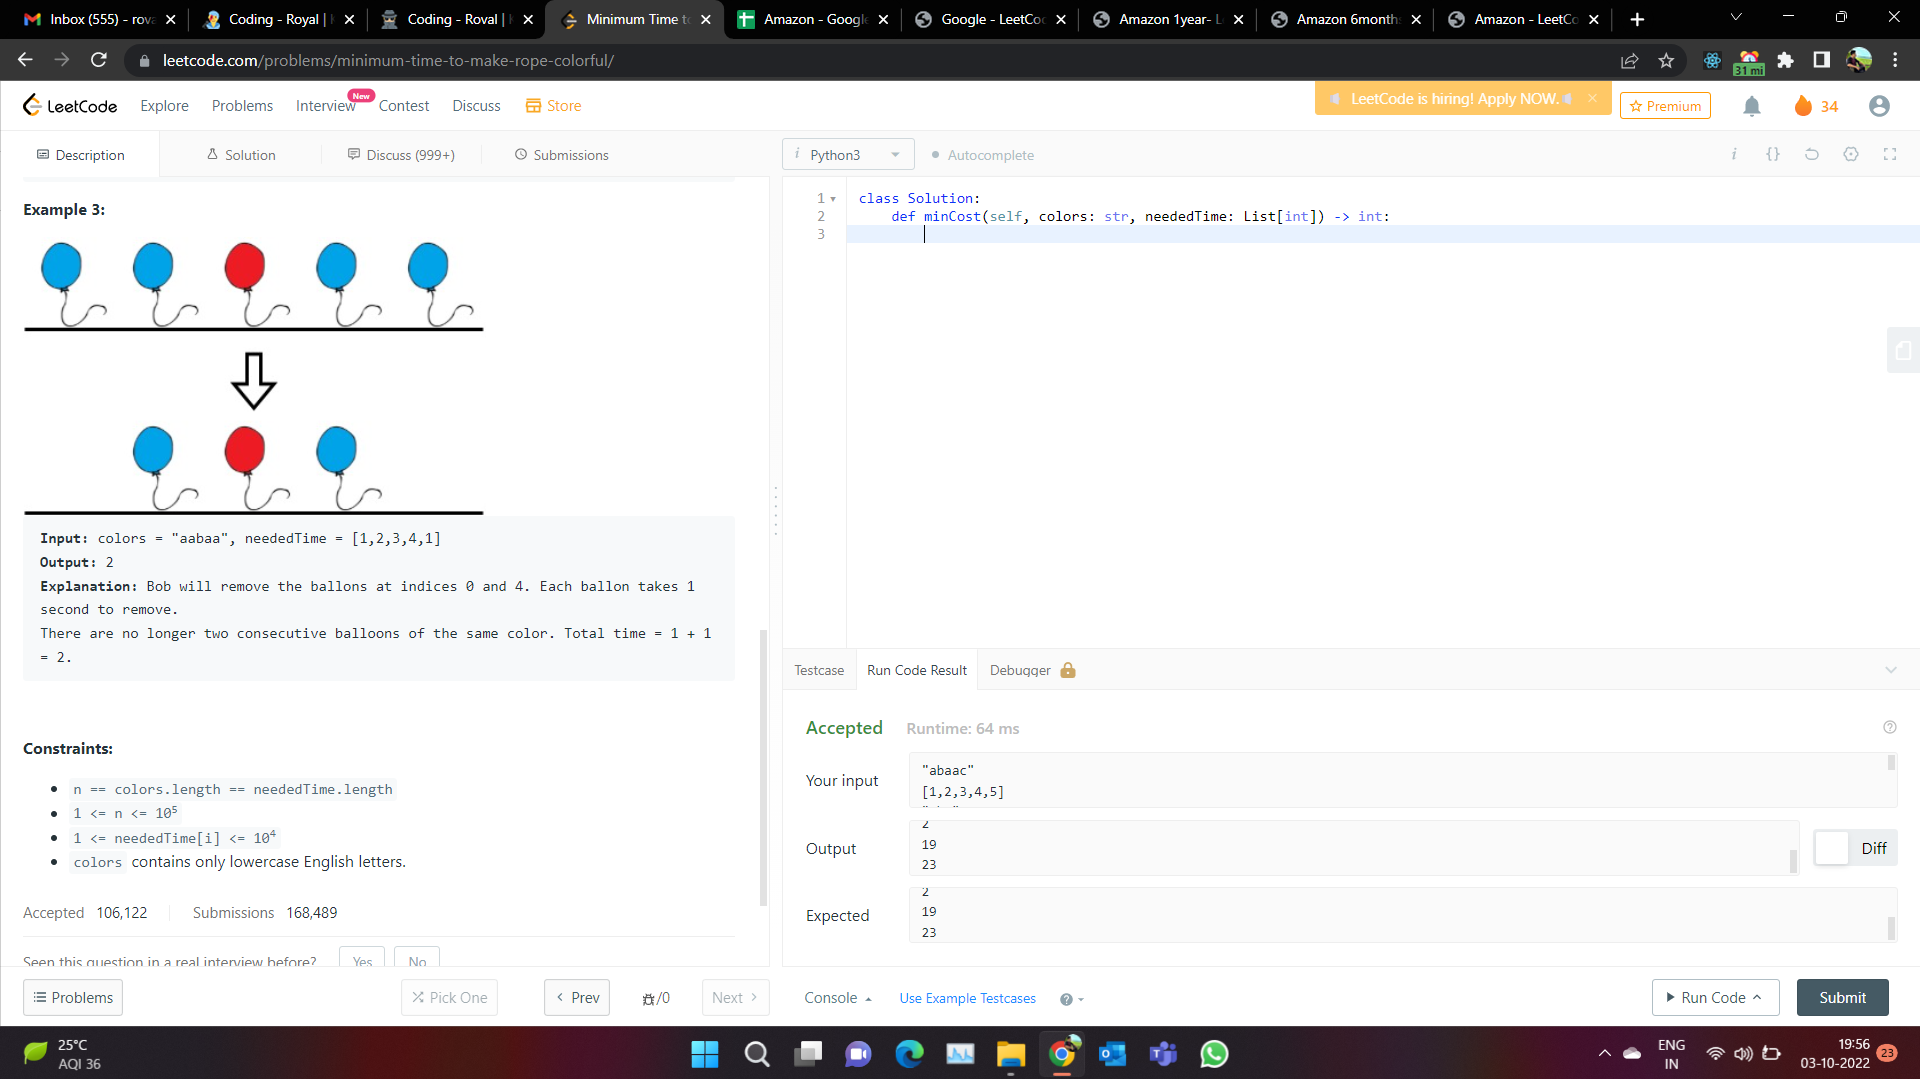 Inbox (555) - rova
Coding - Royal |
Coding - Royal |
Minimum Time to
Amazon - Google
Google - LeetCo
Amazon 1year- L
Amazon 6month
Amazon - LeetCo
leetcode.com/problems/minimum-time-to-make-rope-colorful/
31 mi
LeetCode
Explore
Problems
Interview
New
Contest
Discuss
Store
LeetCode is hiring! Apply NOW.
Premium
34
Description
Solution
Discuss (999+)
Submissions
i Python3
Autocomplete
Example 3:
Input: colors = "aabaa", neededTime = [1,2,3,4,1]
Output: 2
Explanation: Bob will remove the ballons at indices 0 and 4. Each ballon takes 1
second to remove.
There are no longer two consecutive balloons of the same color. Total time = 1 + 1
= 2.
Constraints:
n == colors.length == neededTime.length
1 <= n <= 10⁵
1 <= neededTime[i] <= 10⁴
colors contains only lowercase English letters.
Accepted 106,122 Submissions 168,489
Seen this question in a real interview before? Yes No
Problems
Pick One
Prev
/0
Next
1 class Solution:
2 def minCost(self, colors: str, neededTime: List[int]) -> int:
3
Testcase
Run Code Result
Debugger
Accepted Runtime: 64 ms
Your input
"abaac"
[1,2,3,4,5]
Output
2
19
23
Diff
Expected
2
19
23
Console
Use Example Testcases
Run Code
Submit
25°C
AQI 36
ENG
IN
19:56
03-10-2022
23